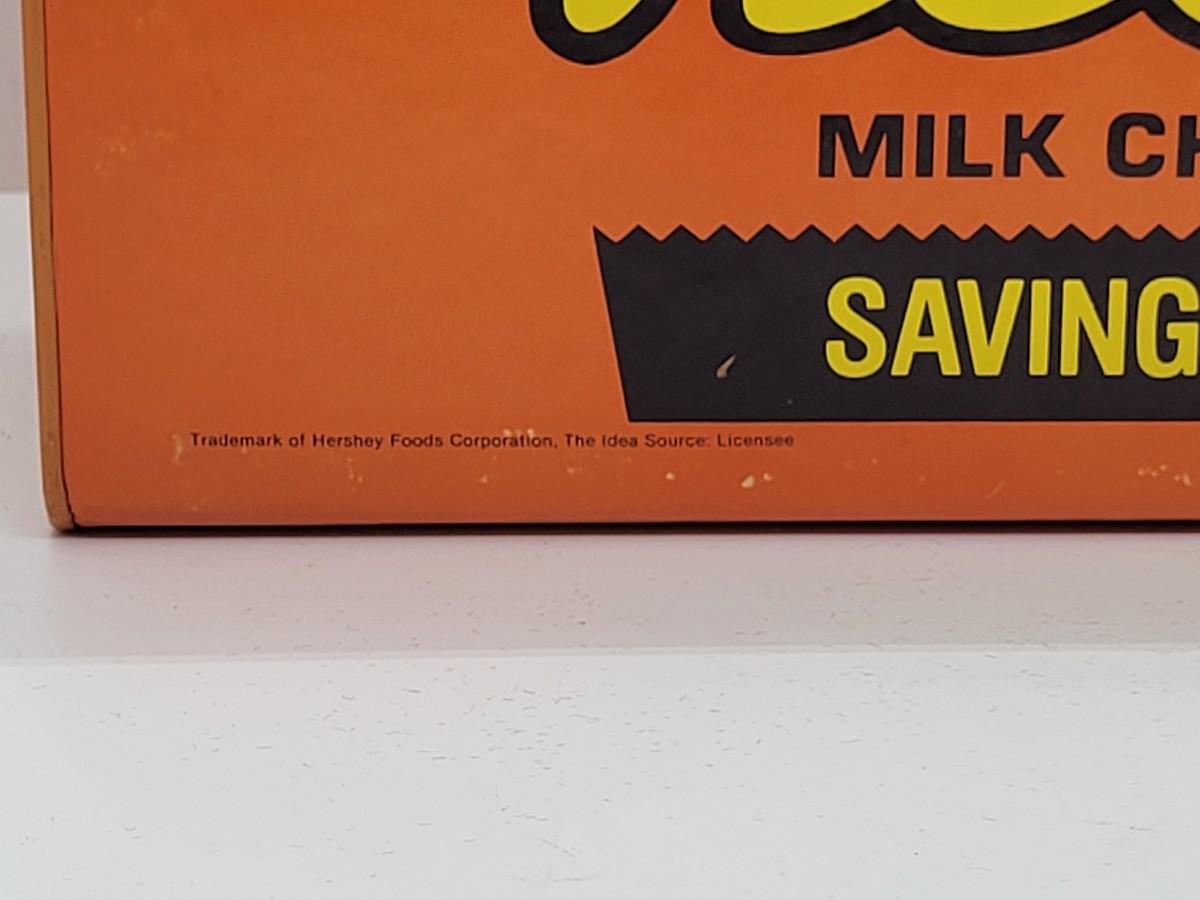 MILK CH
SAVING
Trademark of Hershey Foods Corporation, The Idea Source: Licensee